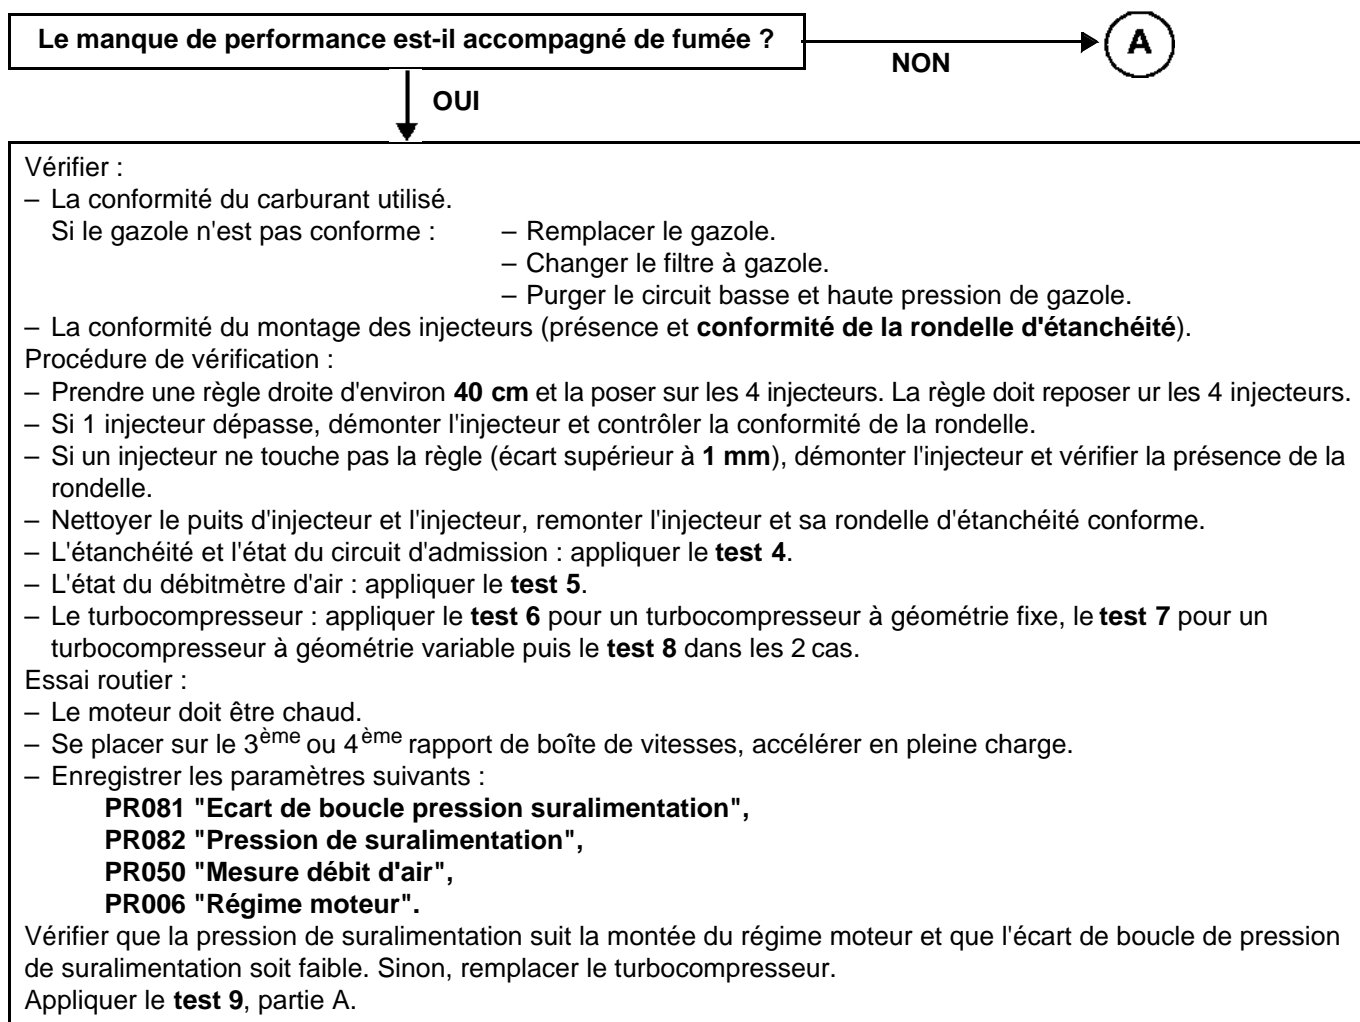 Le manque de performance est-il accompagné de fumée ?
NON
A
OUI
Vérifier :
– La conformité du carburant utilisé.
Si le gazole n'est pas conforme : – Remplacer le gazole.
– Changer le filtre à gazole.
– Purger le circuit basse et haute pression de gazole.
– La conformité du montage des injecteurs (présence et conformité de la rondelle d'étanchéité).
Procédure de vérification :
– Prendre une règle droite d'environ 40 cm et la poser sur les 4 injecteurs. La règle doit reposer ur les 4 injecteurs.
– Si 1 injecteur dépasse, démonter l'injecteur et contrôler la conformité de la rondelle.
– Si un injecteur ne touche pas la règle (écart supérieur à 1 mm), démonter l'injecteur et vérifier la présence de la
rondelle.
– Nettoyer le puits d'injecteur et l'injecteur, remonter l'injecteur et sa rondelle d'étanchéité conforme.
– L'étanchéité et l'état du circuit d'admission : appliquer le test 4.
– L'état du débitmètre d'air : appliquer le test 5.
– Le turbocompresseur : appliquer le test 6 pour un turbocompresseur à géométrie fixe, le test 7 pour un
turbocompresseur à géométrie variable puis le test 8 dans les 2 cas.
Essai routier :
– Le moteur doit être chaud.
– Se placer sur le 3ème ou 4ème rapport de boîte de vitesses, accélérer en pleine charge.
– Enregistrer les paramètres suivants :
PR081 "Ecart de boucle pression suralimentation",
PR082 "Pression de suralimentation",
PR050 "Mesure débit d'air",
PR006 "Régime moteur".
Vérifier que la pression de suralimentation suit la montée du régime moteur et que l'écart de boucle de pression
de suralimentation soit faible. Sinon, remplacer le turbocompresseur.
Appliquer le test 9, partie A.